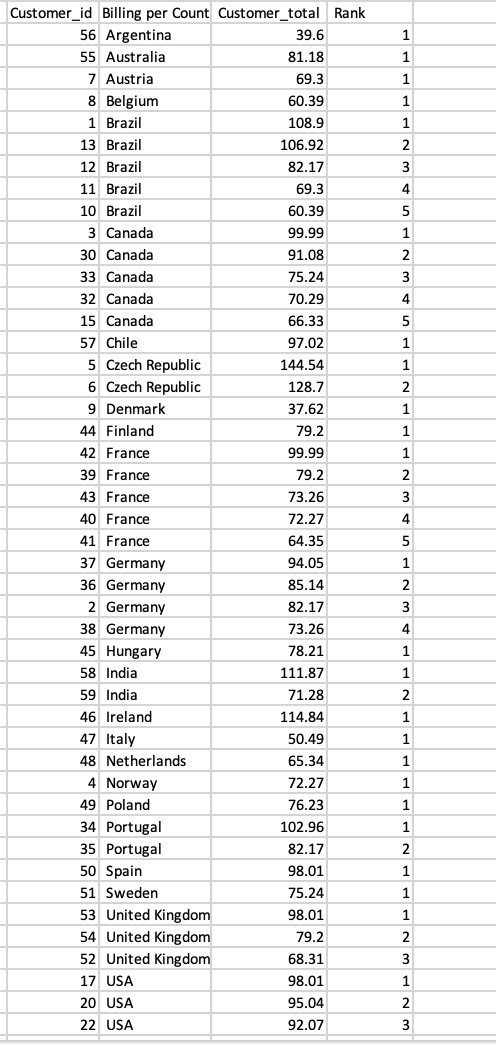 Customer_id Billing per Count Customer_total Rank
56 Argentina 39.6 1
55 Australia 81.18 1
7 Austria 69.3 1
8 Belgium 60.39 1
1 Brazil 108.9 1
13 Brazil 106.92 2
12 Brazil 82.17 3
11 Brazil 69.3 4
10 Brazil 60.39 5
3 Canada 99.99 1
30 Canada 91.08 2
33 Canada 75.24 3
32 Canada 70.29 4
15 Canada 66.33 5
57 Chile 97.02 1
5 Czech Republic 144.54 1
6 Czech Republic 128.7 2
9 Denmark 37.62 1
44 Finland 79.2 1
42 France 99.99 1
39 France 79.2 2
43 France 73.26 3
40 France 72.27 4
41 France 64.35 5
37 Germany 94.05 1
36 Germany 85.14 2
2 Germany 82.17 3
38 Germany 73.26 4
45 Hungary 78.21 1
58 India 111.87 1
59 India 71.28 2
46 Ireland 114.84 1
47 Italy 50.49 1
48 Netherlands 65.34 1
4 Norway 72.27 1
49 Poland 76.23 1
34 Portugal 102.96 1
35 Portugal 82.17 2
50 Spain 98.01 1
51 Sweden 75.24 1
53 United Kingdom 98.01 1
54 United Kingdom 79.2 2
52 United Kingdom 68.31 3
17 USA 98.01 1
20 USA 95.04 2
22 USA 92.07 3